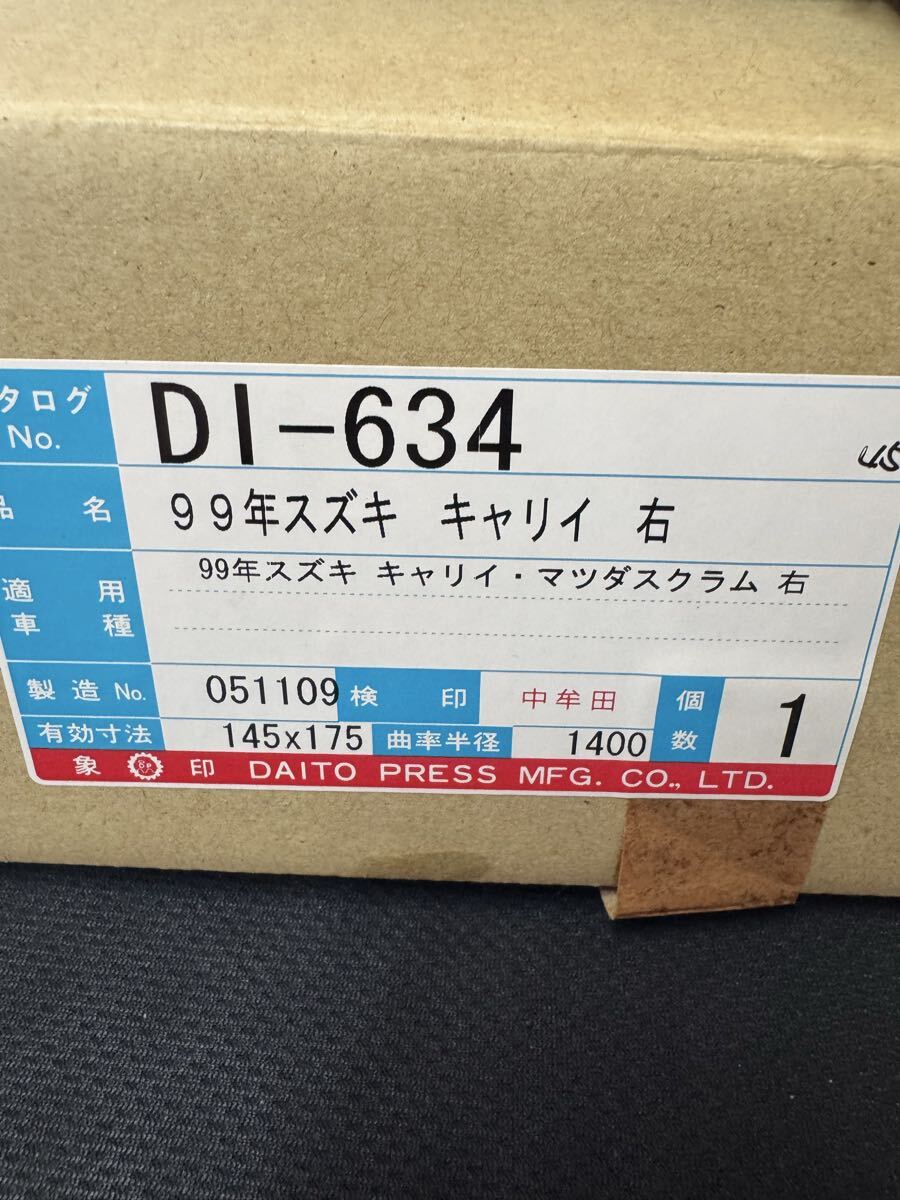 タログ No. DI-634
45
品名 99年スズキ キャリイ 右
適用車種 99年スズキ キャリイ・マツダスクラム 右
製造 No. 051109 検印 中牟田 個数 1
有効寸法 145x175 曲率半径 1400
象 印 DAITO PRESS MFG. CO., LTD.